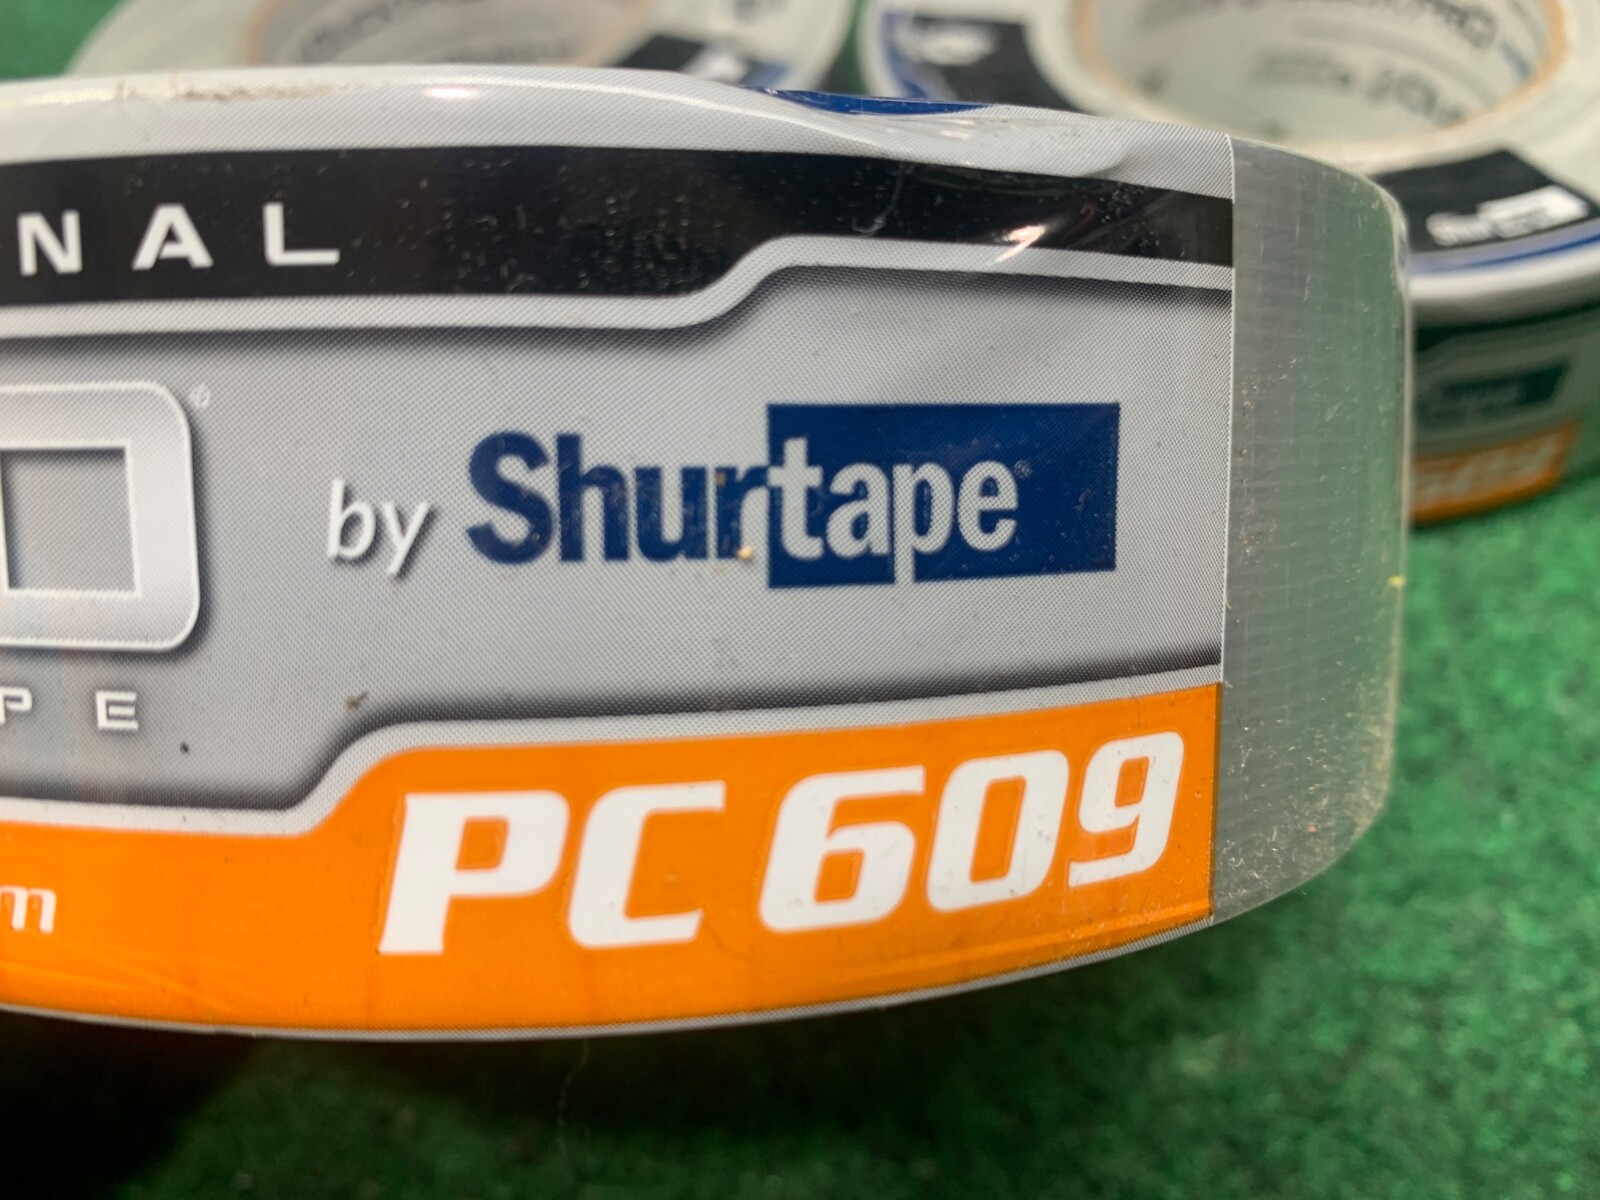 NAL
D®
by Shurtape®
PE
PC 609
m